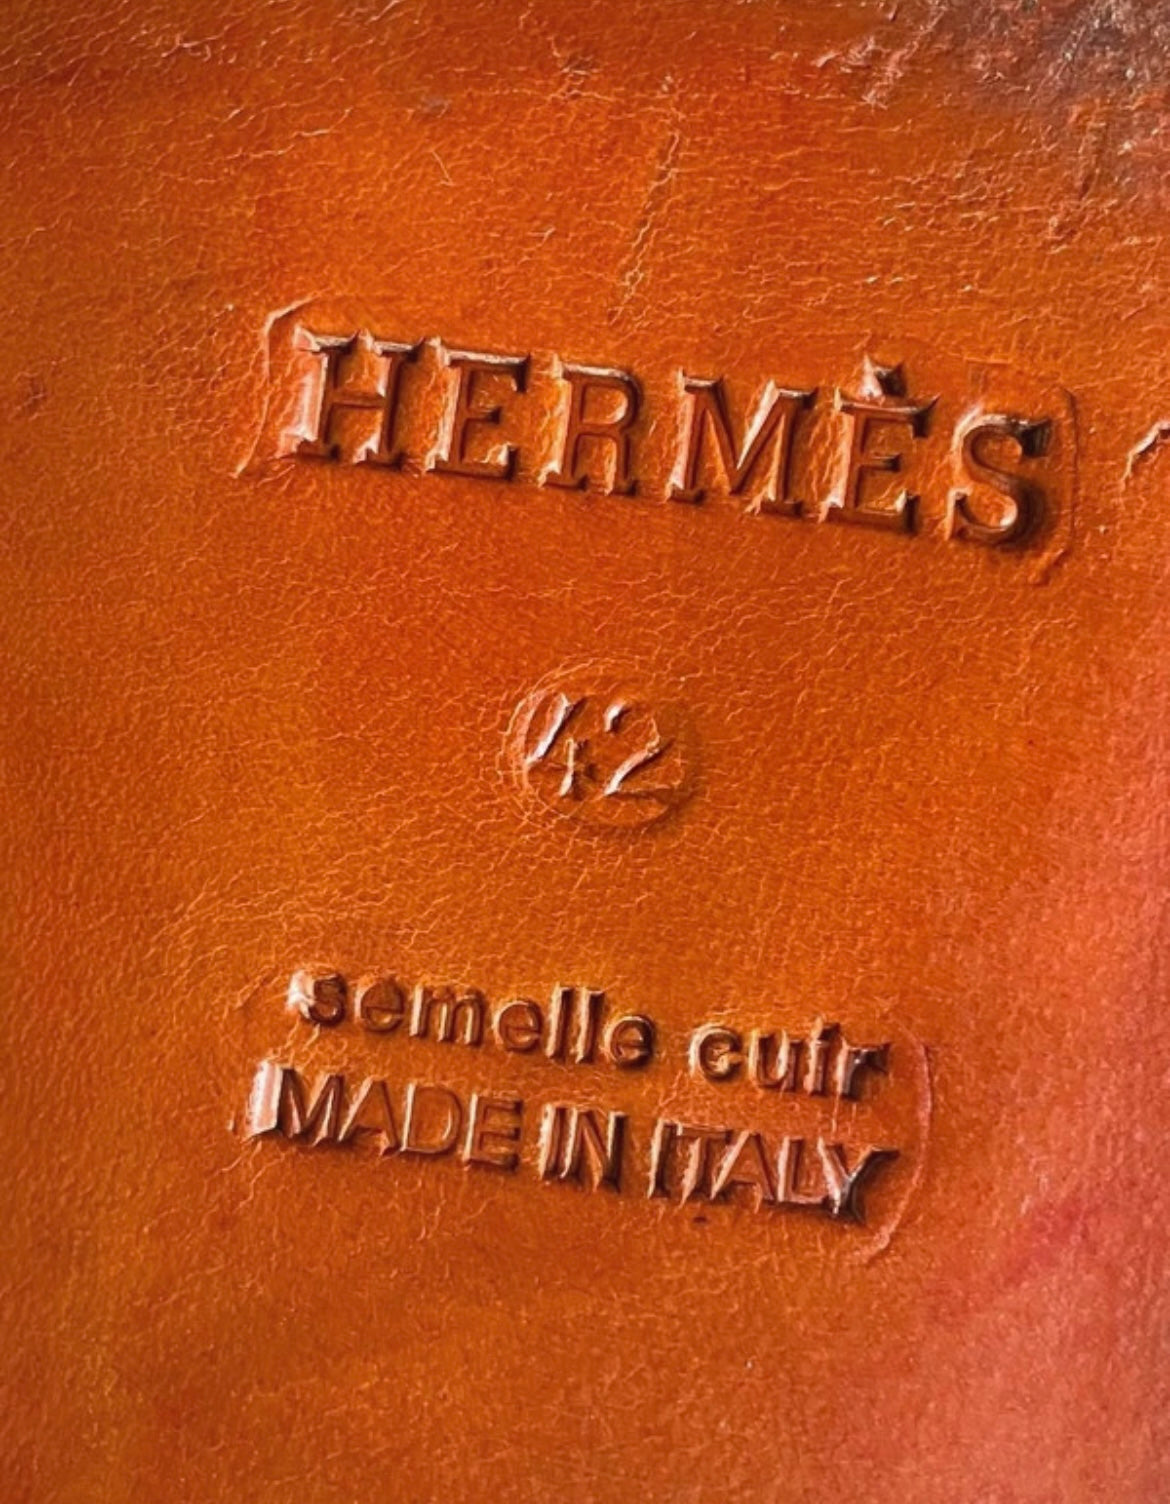 HERMÈS
42
semelle cuir
MADE IN ITALY